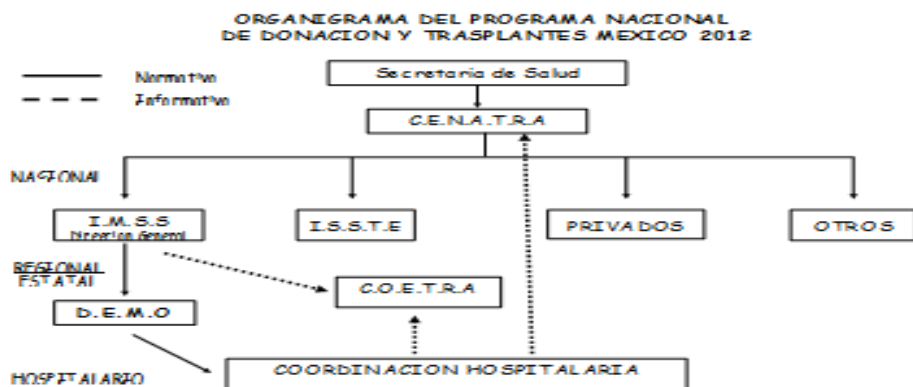 ORGANIGRAMA DEL PROGRAMA NACIONAL
DE DONACION Y TRASPLANTES MEXICO 2012
Normativo
Informativo
Secretaria de Salud
C.E.N.A.T.R.A
NACIONAL
I.M.S.S
Direccion General
I.S.S.T.E
PRIVADOS
OTROS
REGIONAL
ESTATAL
C.O.E.T.R.A
D.E.M.O
HOSPITALARIO
COORDINACION HOSPITALARIA